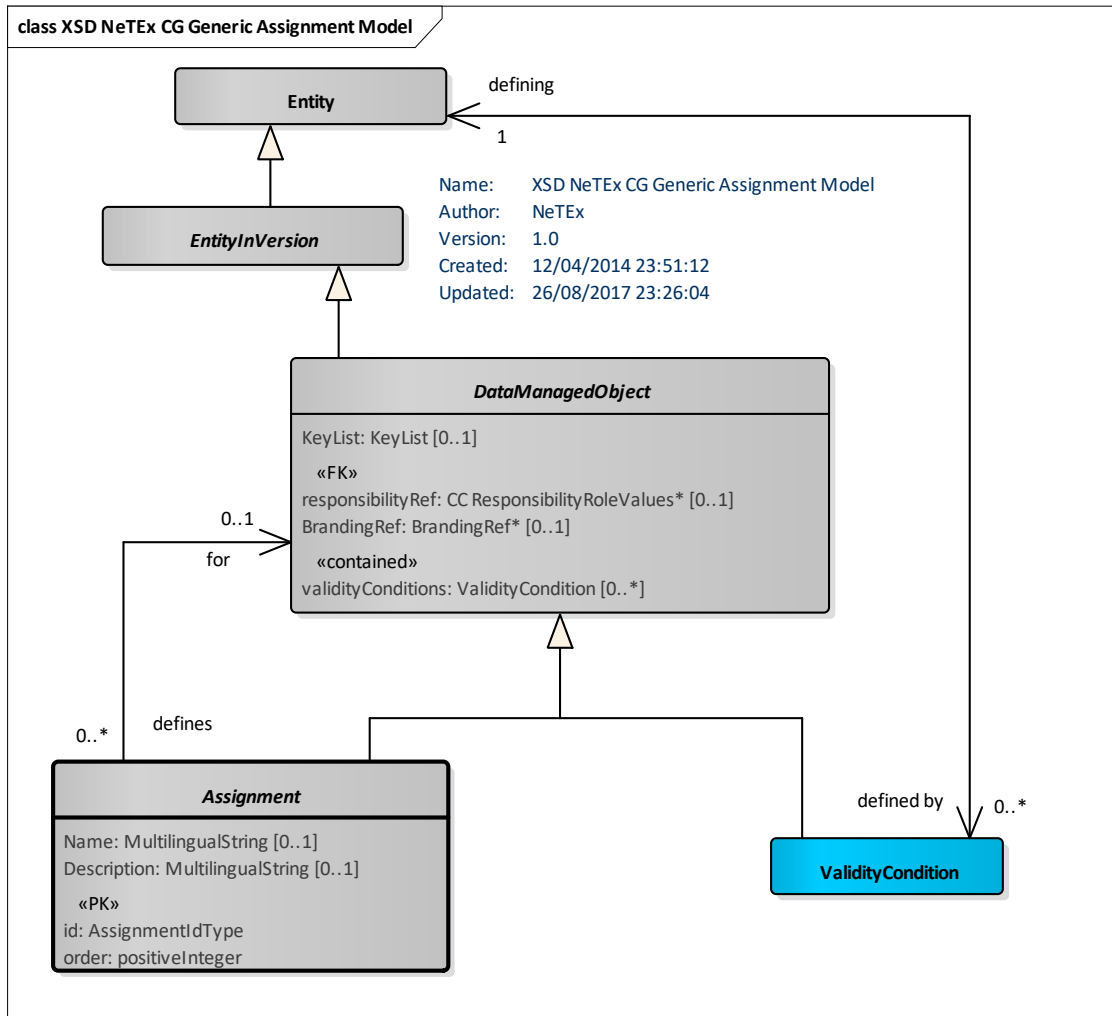 class XSD NeTEx CG Generic Assignment Model
Entity
defining
1
EntityInVersion
Name: XSD NeTEx CG Generic Assignment Model
Author: NeTEx
Version: 1.0
Created: 12/04/2014 23:51:12
Updated: 26/08/2017 23:26:04
DataManagedObject
KeyList: KeyList [0..1]
«FK»
responsibilityRef: CC ResponsibilityRoleValues* [0..1]
BrandingRef: BrandingRef* [0..1]
«contained»
validityConditions: ValidityCondition [0..*]
0..1
for
defines
0..*
Assignment
Name: MultilingualString [0..1]
Description: MultilingualString [0..1]
«PK»
id: AssignmentIdType
order: positiveInteger
defined by
0..*
ValidityCondition